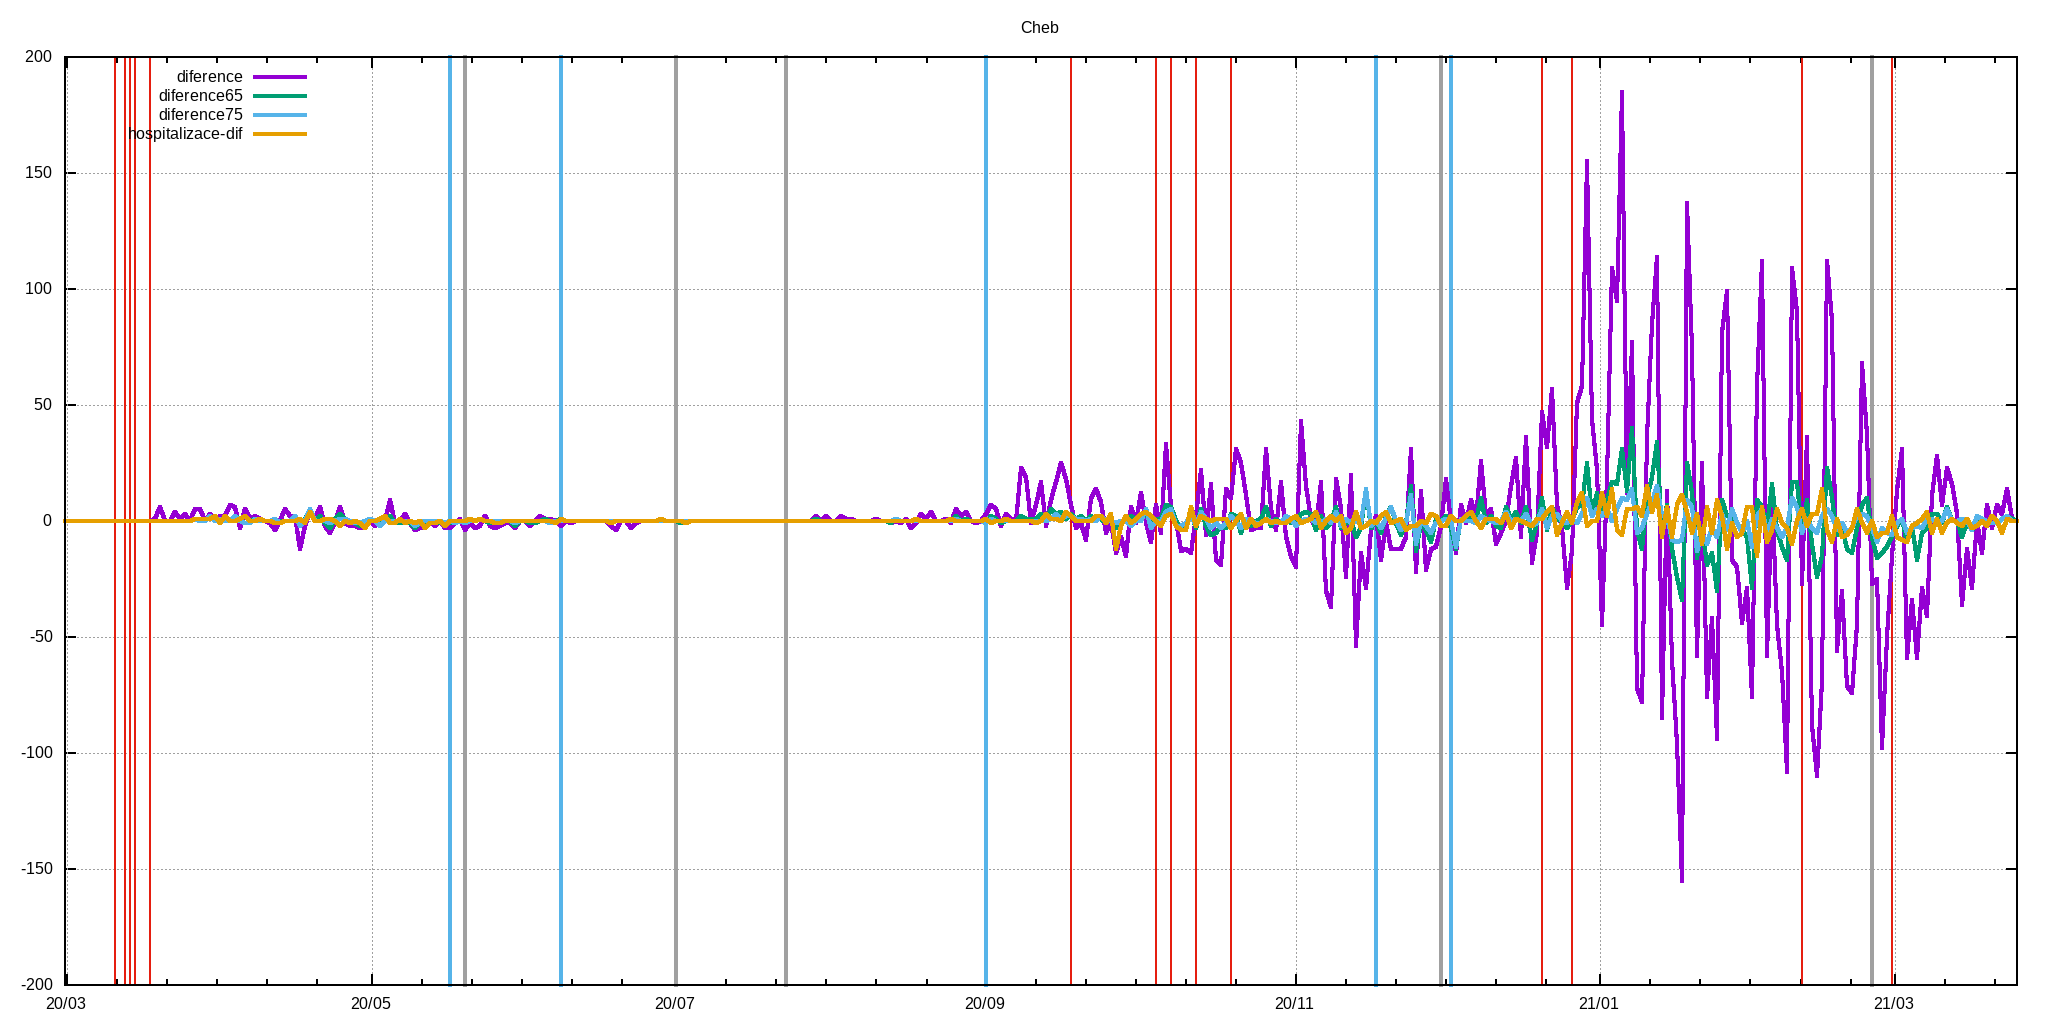 Cheb
200
150
100
50
0
-50
-100
-150
-200
diference
diference65
diference75
hospitalizace-dif
20/03 20/05 20/07 20/09 20/11 21/01 21/03